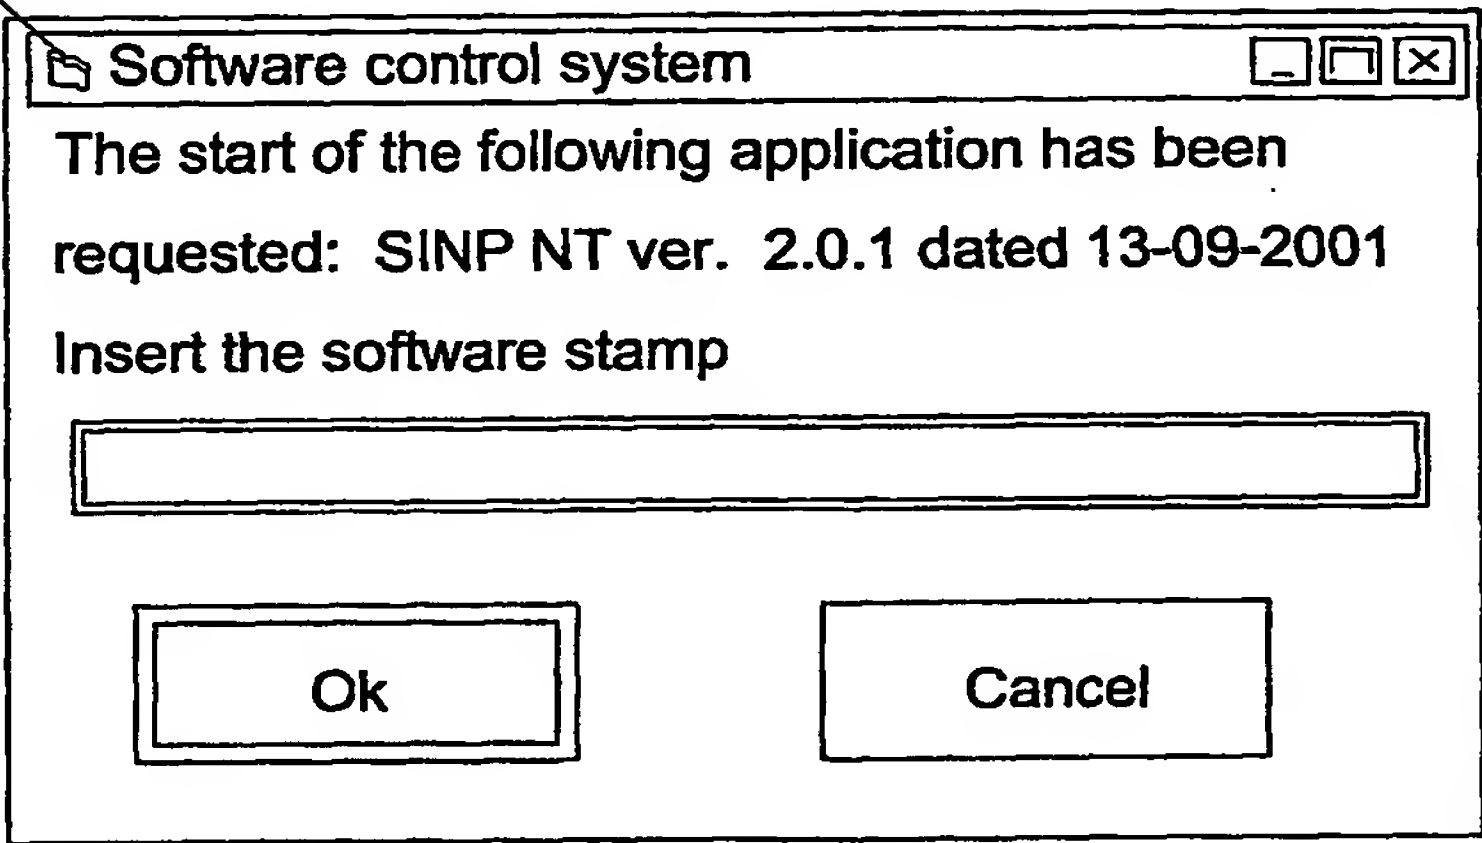 Software control system
The start of the following application has been
requested: SINP NT ver. 2.0.1 dated 13-09-2001
Insert the software stamp
Ok
Cancel